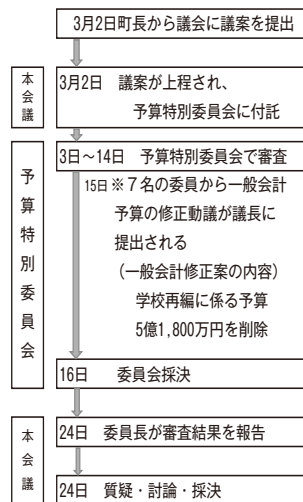 3月2日町長から議会に議案を提出
本会議
3月2日 議案が上程され、
予算特別委員会に付託
予算特別委員会
3日～14日 予算特別委員会で審査
15日※7名の委員から一般会計
予算の修正動議が議長に
提出される
（一般会計修正案の内容）
学校再編に係る予算
5億1,800万円を削除
16日 委員会採決
本会議
24日 委員長が審査結果を報告
24日 質疑・討論・採決